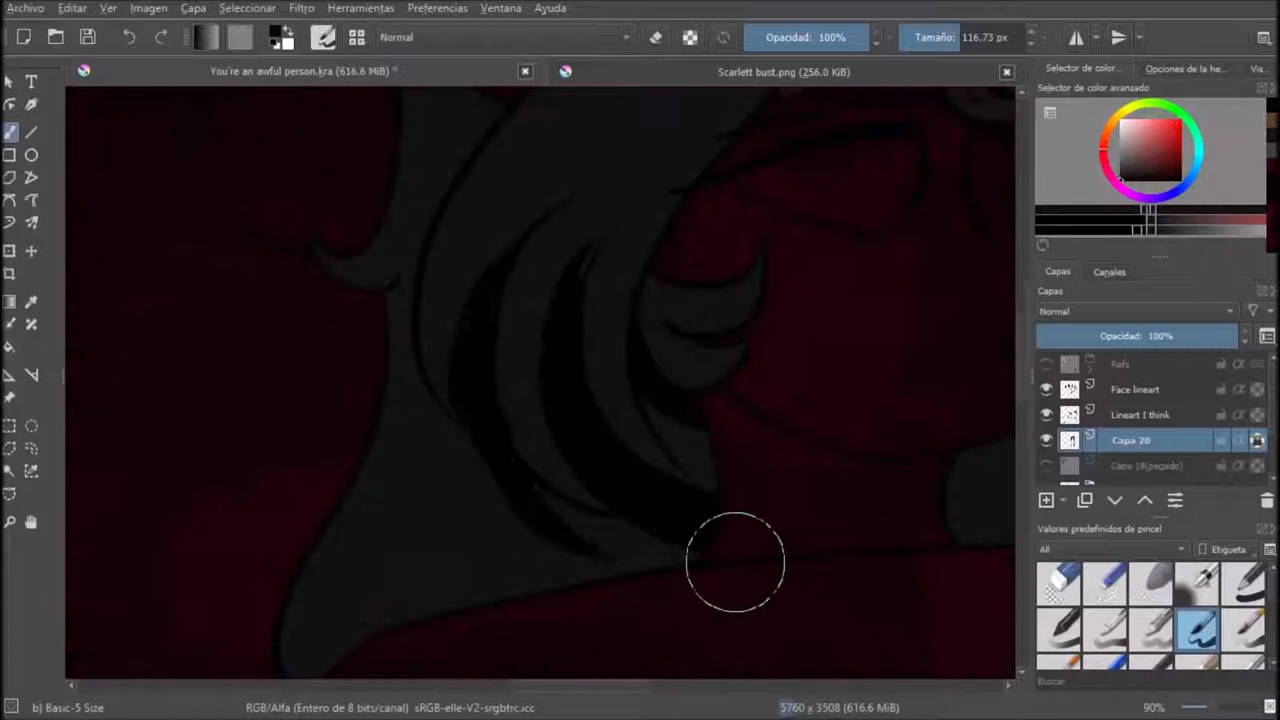 Archivo Editar Ver Imagen Capa Seleccionar Filtro Herramientas Preferencias Ventana Ayuda
Normal Opacidad: 100% Tamaño: 116.73 px
You're an awful person.kra (616.6 MiB) * Scarlett bust.png (256.0 KiB)
Selector de color... Opciones de la he... Vis...
Selector de color avanzado
Capas Canales
Capas
Normal
Opacidad: 100%
Refs
Face lineart
Lineart I think
Capa 20
Capa 18(pegado)
Valores predefinidos de pincel
All Etiqueta
Buscar
b) Basic-5 Size RGB/Alfa (Entero de 8 bits/canal) sRGB-elle-V2-srgbtrc.icc 5760 x 3508 (616.6 MiB) 90%